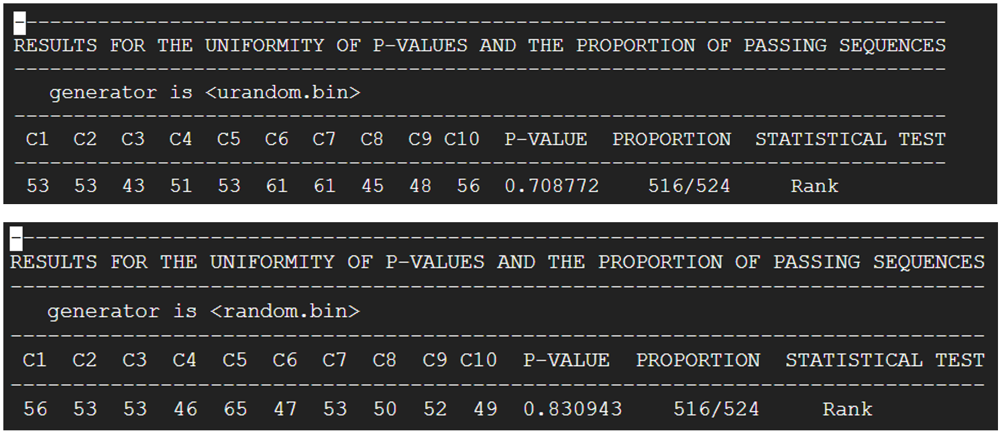 --------------------------------------------------------------------------------
RESULTS FOR THE UNIFORMITY OF P-VALUES AND THE PROPORTION OF PASSING SEQUENCES
------------------------------------------------------------------------------
   generator is <urandom.bin>
------------------------------------------------------------------------------
 C1  C2  C3  C4  C5  C6  C7  C8  C9 C10  P-VALUE  PROPORTION  STATISTICAL TEST
------------------------------------------------------------------------------
 53  53  43  51  53  61  61  45  48  56  0.708772    516/524     Rank
------------------------------------------------------------------------------
RESULTS FOR THE UNIFORMITY OF P-VALUES AND THE PROPORTION OF PASSING SEQUENCES
------------------------------------------------------------------------------
   generator is <random.bin>
------------------------------------------------------------------------------
 C1  C2  C3  C4  C5  C6  C7  C8  C9 C10  P-VALUE  PROPORTION  STATISTICAL TEST
------------------------------------------------------------------------------
 56  53  53  46  65  47  53  50  52  49  0.830943    516/524     Rank